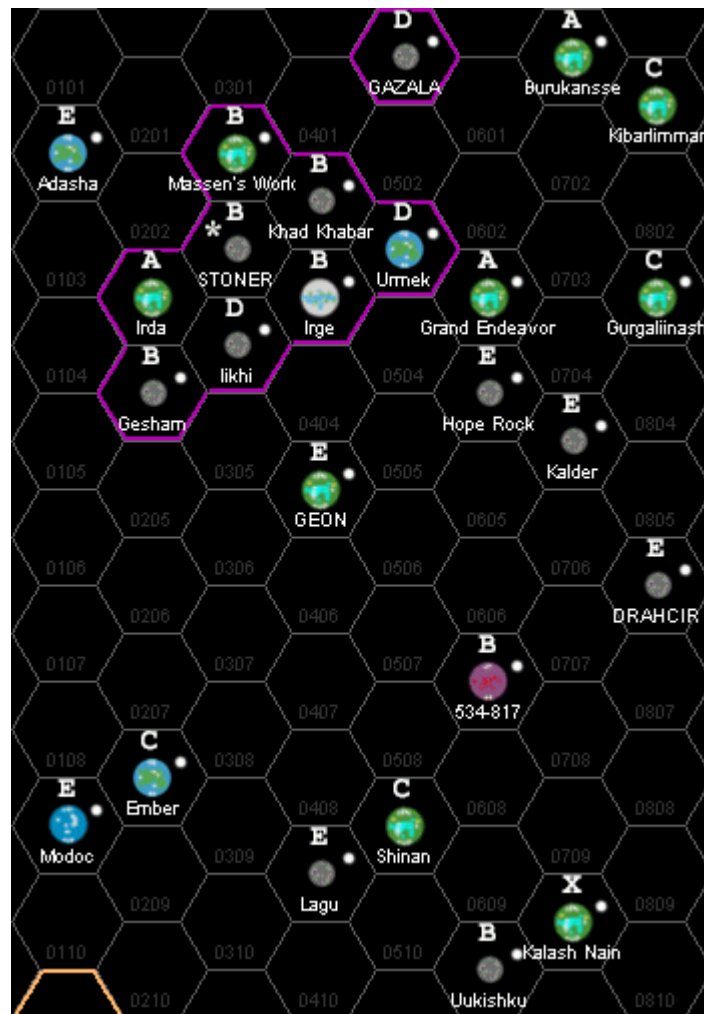 D
A
C
GAZALA
Burukansse
0101
0301
E
B
Kibarlimmar
0201
0401
0601
B
Adasha
Massen's Work
0502
0702
B
D
*
0202
Khad Khabar
0602
0802
A
STONER
B
Urmek
A
C
0103
0703
D
Irda
Irge
Grand Endeavor
Gurgaliinash
B
E
0104
Iikhi
0504
0704
E
Gesham
0404
Hope Rock
0804
E
0105
0305
0505
Kalder
GEON
0205
0605
0805
E
0106
0306
0506
0706
0206
0406
0606
DRAHCIR
B
0107
0307
0507
0707
0207
0407
534-817
0807
C
0108
0308
0508
E
C
Ember
0408
0608
0808
E
Modoc
0309
Shinan
0709
X
0209
Lagu
0609
0809
B
0110
0310
0510
Kalash Nain
0210
0410
Uukishku
0810